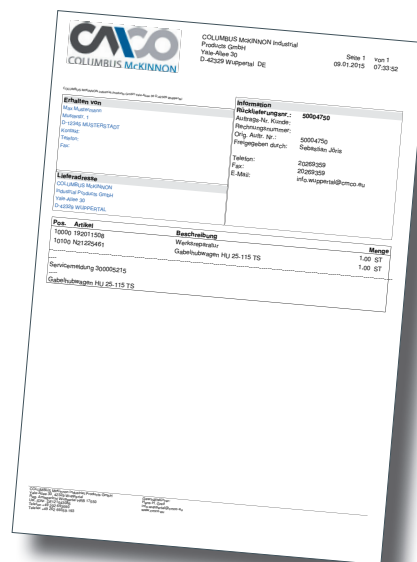 CMCO
COLUMBUS McKINNON
COLUMBUS McKINNON Industrial
Products GmbH
Yale-Allee 30
D-42329 Wuppertal DE
Seite 1 von 1
09.01.2015 07:33:52
Erhalten von
Max Mustermann
Musterstr. 1
D-12345 MUSTERSTADT
Kontakt:
Telefon:
Fax:
Information
Rücklieferungsnr.: 50004750
Auftrags-Nr. Kunde:
Rechnungsnummer:
Orig. Auftr. Nr.: 50004750
Freigegeben durch: Sebastian Jöris
Telefon: 20269359
Fax: 20269359
E-Mail: info.wuppertal@cmco.eu
Lieferadresse
COLUMBUS McKINNON
Industrial Products GmbH
Yale-Allee 30
D-42329 WUPPERTAL
Pos. Artikel Beschreibung Menge
10000 192011508 Werksreparatur 1.00 ST
10100 N21225461 Gabelhubwagen HU 25-115 TS 1.00 ST
Servicemeldung 300005215
Gabelhubwagen HU 25-115 TS